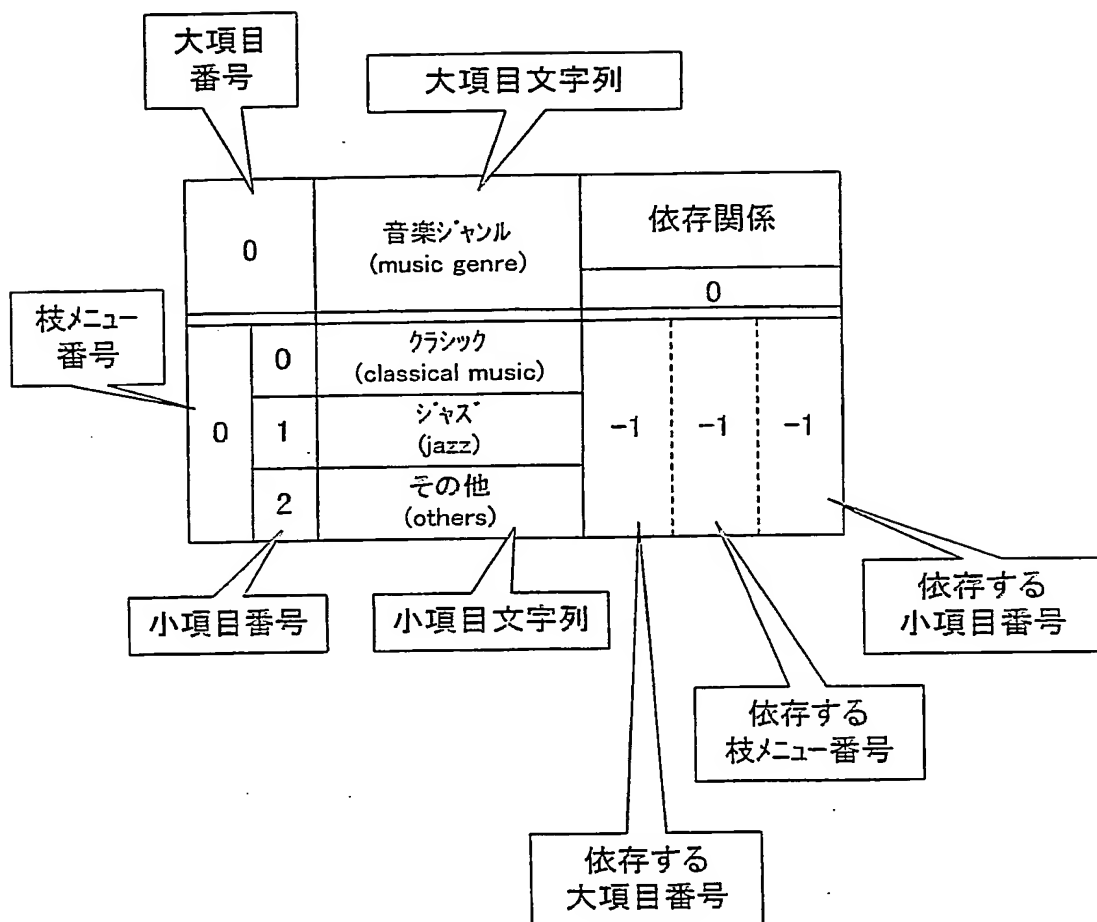 大項目
番号
大項目文字列
0
音楽ジャンル
(music genre)
依存関係
0
枝メニュー
番号
0
0
クラシック
(classical music)
1
ジャズ
(jazz)
2
その他
(others)
-1
-1
-1
小項目番号
小項目文字列
依存する
小項目番号
依存する
枝メニュー番号
依存する
大項目番号